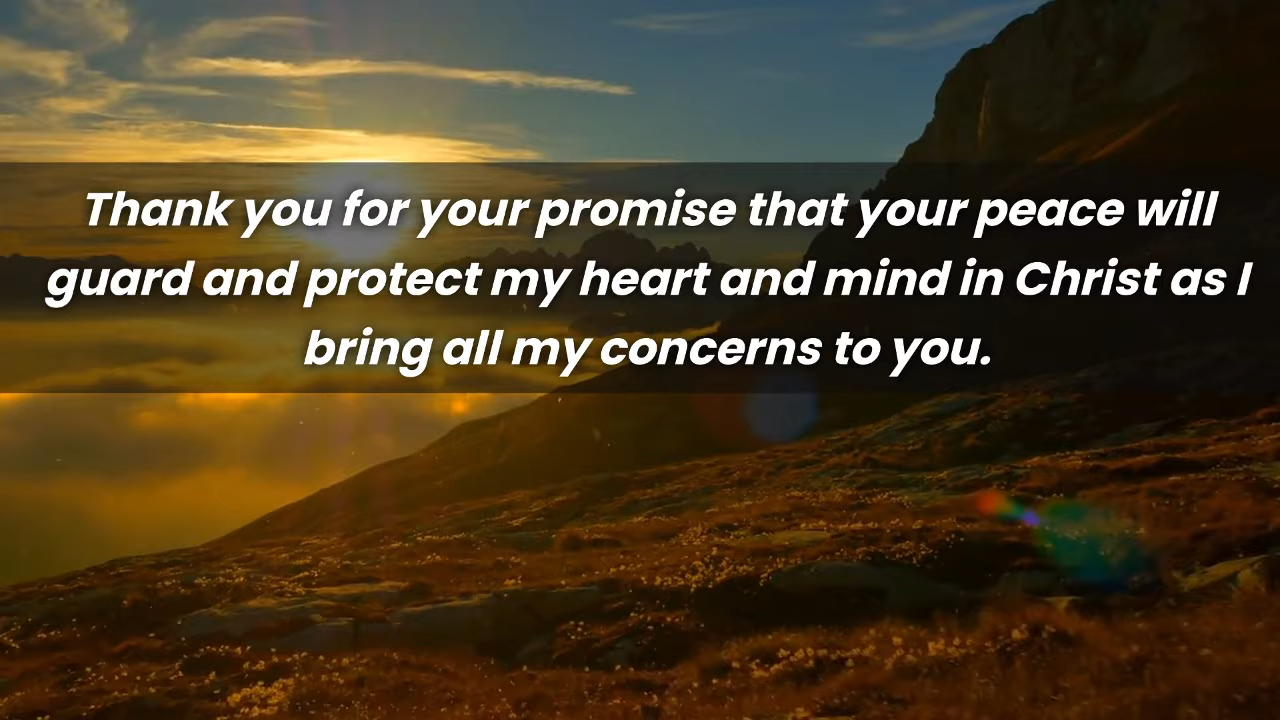 Thank you for your promise that your peace will
guard and protect my heart and mind in Christ as I
bring all my concerns to you.